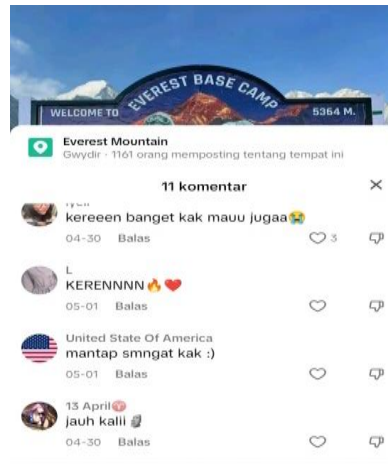 WELCOME TO
EVEREST BASE CAMP
5364 M.
Everest Mountain
Gwydir · 1161 orang memposting tentang tempat ini
11 komentar
kereeen banget kak mauu jugaa😭
04-30 Balas
3
L
KERENNNN🔥❤️
05-01 Balas
United State Of America
mantap smngat kak :)
05-01 Balas
13 April♈
jauh kalii 🗿
04-30 Balas